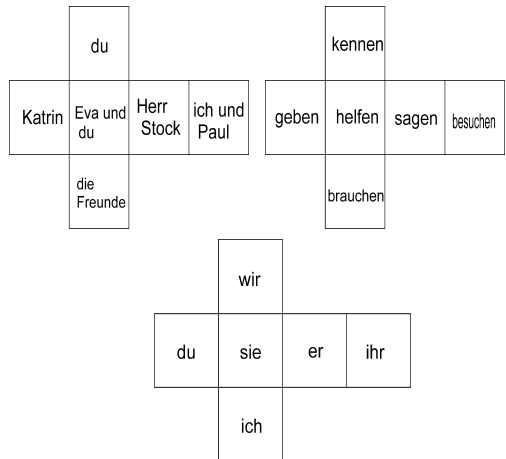 du
Katrin
Eva und
du
Herr
Stock
ich und
Paul
die
Freunde
kennen
geben
helfen
sagen
besuchen
brauchen
wir
du
sie
er
ihr
ich